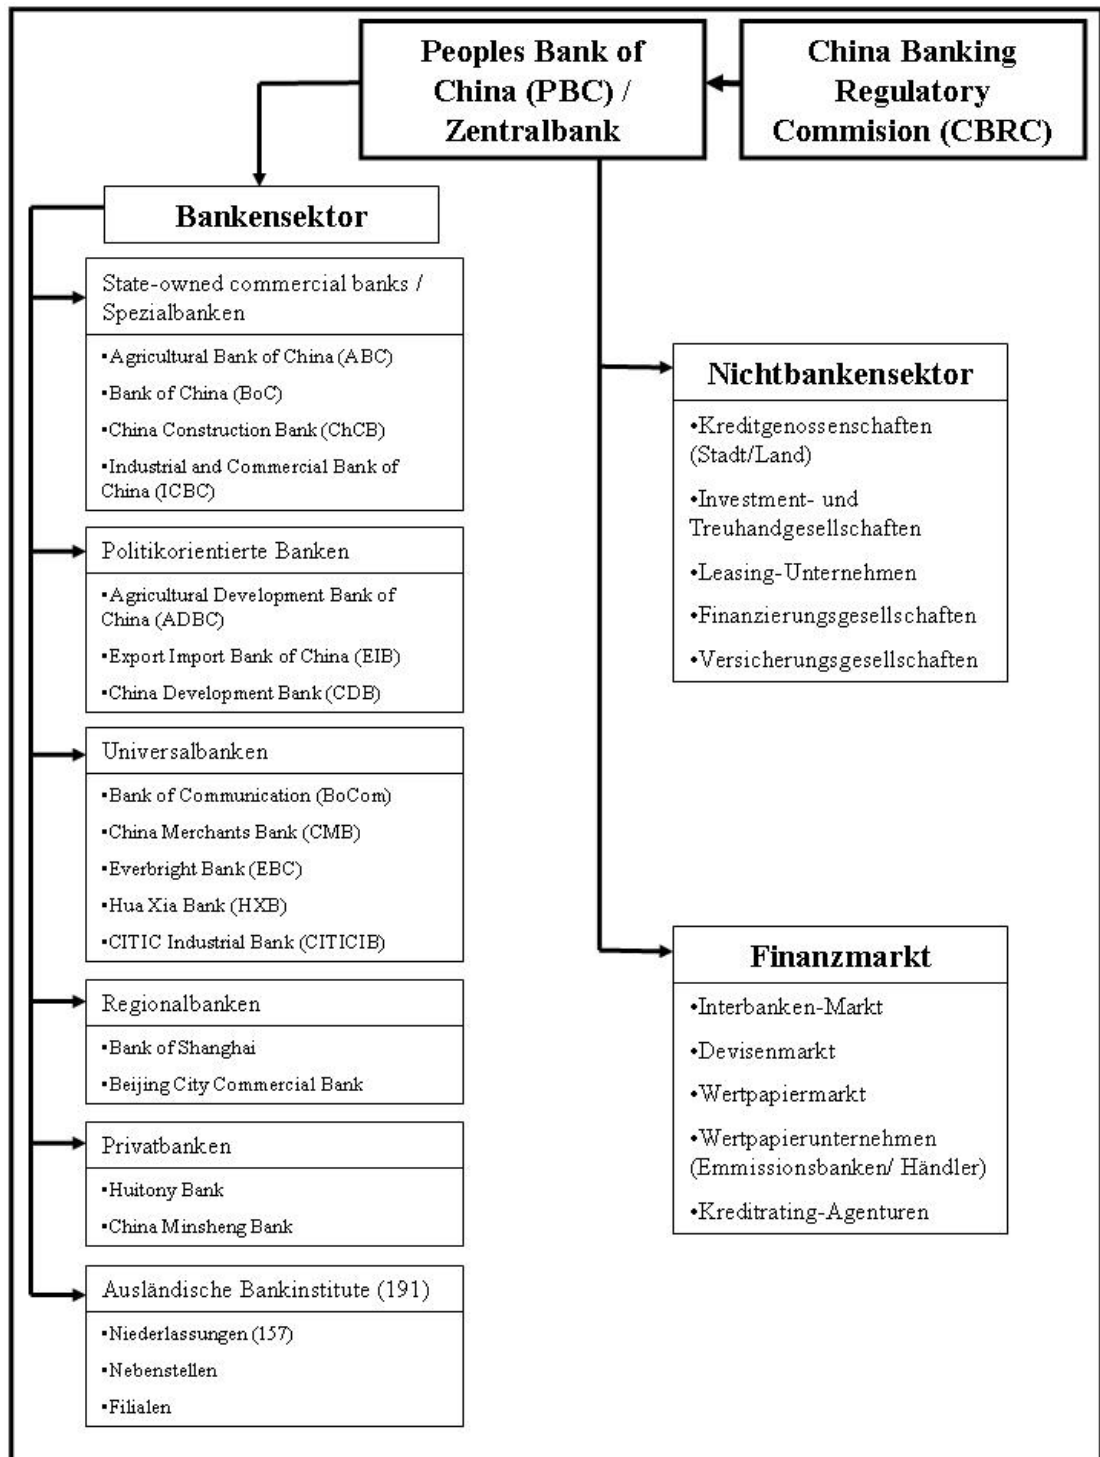 Peoples Bank of
China (PBC) /
Zentralbank
China Banking
Regulatory
Commision (CBRC)
Bankensektor
State-owned commercial banks /
Spezialbanken
▪Agricultural Bank of China (ABC)
▪Bank of China (BoC)
▪China Construction Bank (ChCB)
▪Industrial and Commercial Bank of
China (ICBC)
Politikorientierte Banken
▪Agricultural Development Bank of
China (ADBC)
▪Export Import Bank of China (EIB)
▪China Development Bank (CDB)
Universalbanken
▪Bank of Communication (BoCom)
▪China Merchants Bank (CMB)
▪Everbright Bank (EBC)
▪Hua Xia Bank (HXB)
▪CITIC Industrial Bank (CITICIB)
Regionalbanken
▪Bank of Shanghai
▪Beijing City Commercial Bank
Privatbanken
▪Huitony Bank
▪China Minsheng Bank
Ausländische Bankinstitute (191)
▪Niederlassungen (157)
▪Nebenstellen
▪Filialen
Nichtbankensektor
•Kreditgenossenschaften
(Stadt/Land)
•Investment- und
Treuhandgesellschaften
•Leasing-Unternehmen
•Finanzierungsgesellschaften
•Versicherungsgesellschaften
Finanzmarkt
•Interbanken-Markt
•Devisenmarkt
•Wertpapiermarkt
•Wertpapierunternehmen
(Emmissionsbanken/ Händler)
•Kreditrating-Agenturen